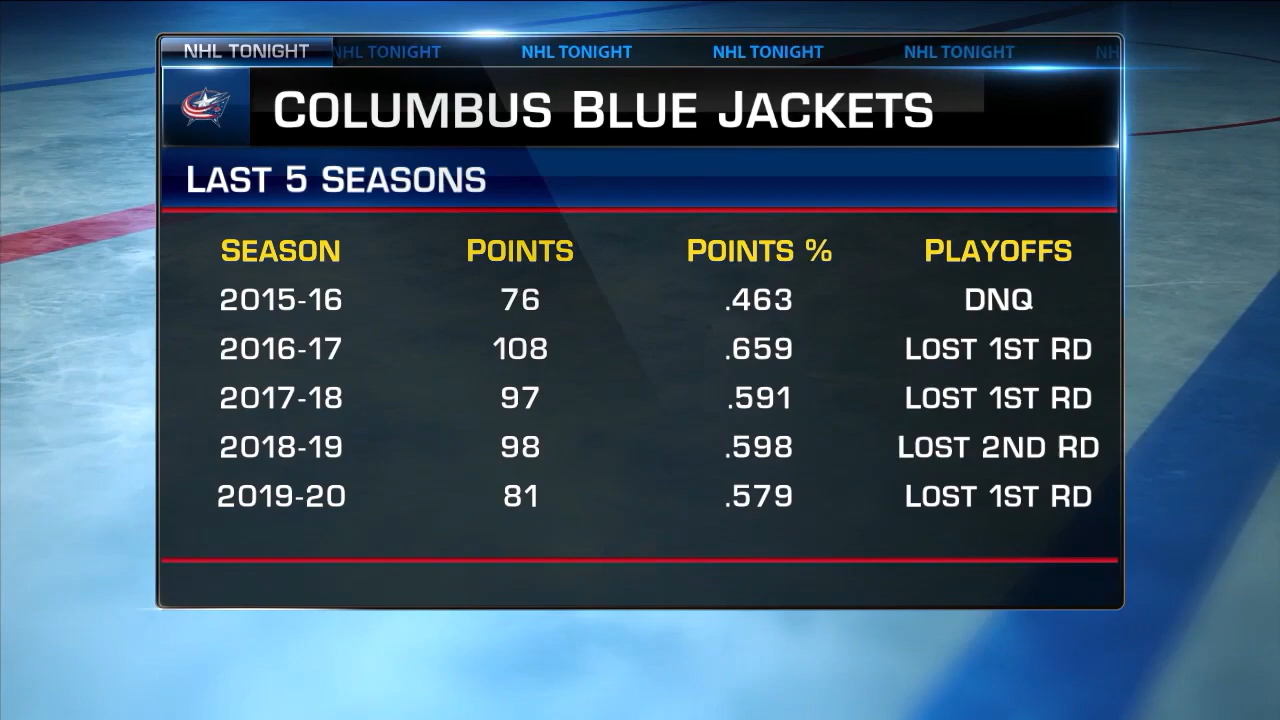 NHL TONIGHT NHL TONIGHT NHL TONIGHT NHL TONIGHT NHL TONIGHT NH
COLUMBUS BLUE JACKETS
LAST 5 SEASONS
SEASON POINTS POINTS % PLAYOFFS
2015-16 76 .463 DNQ
2016-17 108 .659 LOST 1ST RD
2017-18 97 .591 LOST 1ST RD
2018-19 98 .598 LOST 2ND RD
2019-20 81 .579 LOST 1ST RD